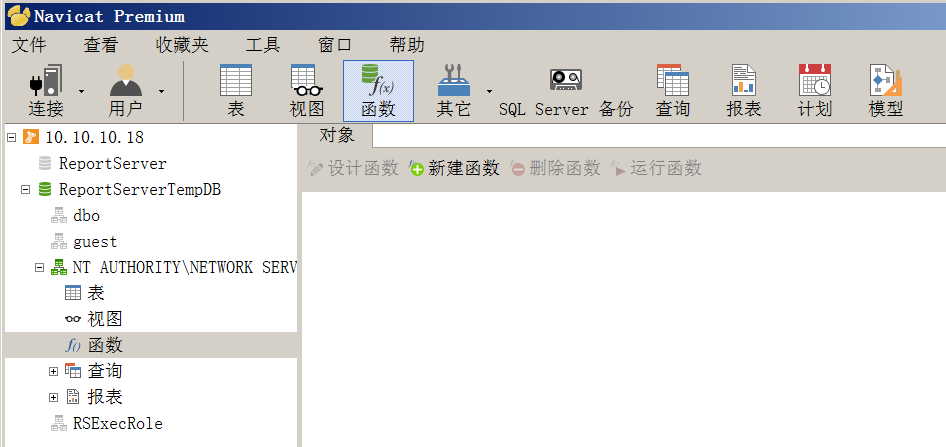 Navicat Premium
文件 查看 收藏夹 工具 窗口 帮助
连接 用户 表 视图 函数 其它 SQL Server 备份 查询 报表 计划 模型
10.10.10.18
对象
ReportServer
设计函数 新建函数 删除函数 运行函数
ReportServerTempDB
dbo
guest
NT AUTHORITY\NETWORK SERV
表
视图
函数
查询
报表
RSExecRole